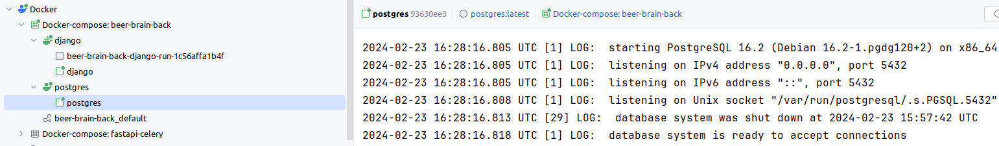 Docker
Docker-compose: beer-brain-back
django
beer-brain-back-django-run-1c56affa1b4f
django
postgres
postgres
beer-brain-back_default
Docker-compose: fastapi-celery
postgres 93630ee3 postgres:latest Docker-compose: beer-brain-back
2024-02-23 16:28:16.805 UTC [1] LOG:  starting PostgreSQL 16.2 (Debian 16.2-1.pgdg120+2) on x86_64
2024-02-23 16:28:16.805 UTC [1] LOG:  listening on IPv4 address "0.0.0.0", port 5432
2024-02-23 16:28:16.805 UTC [1] LOG:  listening on IPv6 address "::", port 5432
2024-02-23 16:28:16.808 UTC [1] LOG:  listening on Unix socket "/var/run/postgresql/.s.PGSQL.5432"
2024-02-23 16:28:16.813 UTC [29] LOG:  database system was shut down at 2024-02-23 15:57:42 UTC
2024-02-23 16:28:16.818 UTC [1] LOG:  database system is ready to accept connections